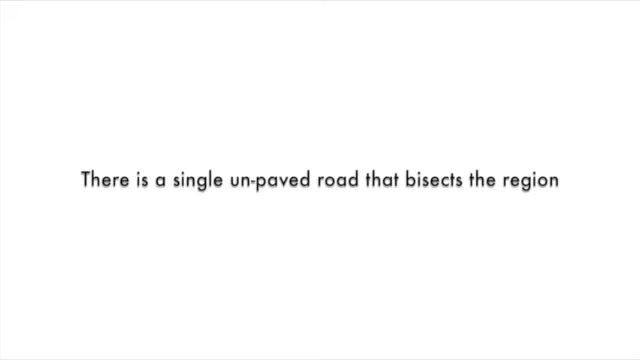 There is a single un-paved road that bisects the region